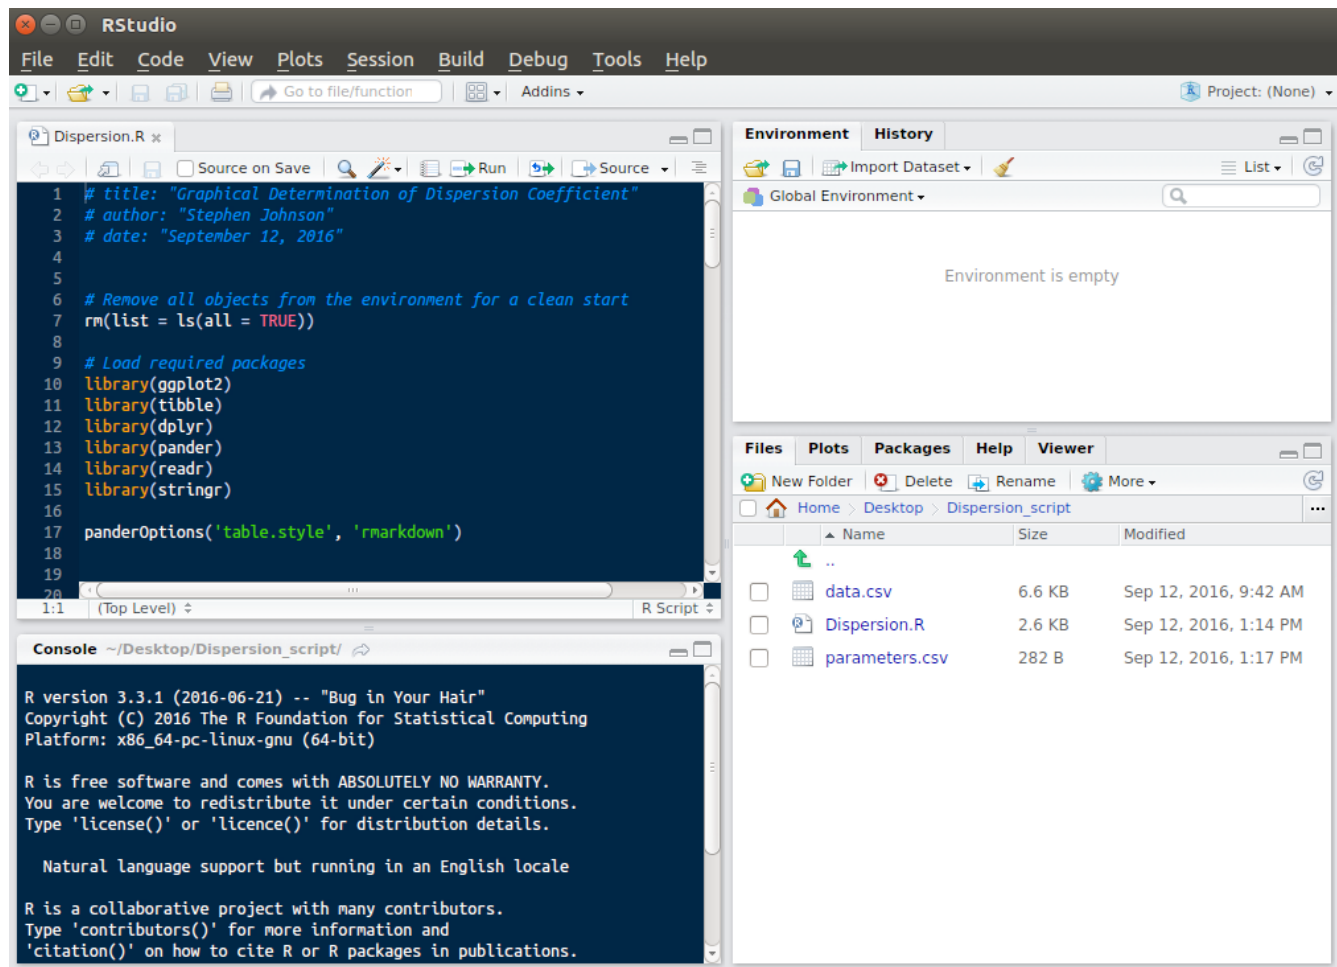 RStudio
File Edit Code View Plots Session Build Debug Tools Help
Go to file/function Addins Project: (None)
Dispersion.R
Source on Save Run Source
1 # title: "Graphical Determination of Dispersion Coefficient"
2 # author: "Stephen Johnson"
3 # date: "September 12, 2016"
4
5
6 # Remove all objects from the environment for a clean start
7 rm(list = ls(all = TRUE))
8
9 # Load required packages
10 library(ggplot2)
11 library(tibble)
12 library(dplyr)
13 library(pander)
14 library(readr)
15 library(stringr)
16
17 panderOptions('table.style', 'rmarkdown')
18
19
20
1:1 (Top Level) R Script
Console ~/Desktop/Dispersion_script/
R version 3.3.1 (2016-06-21) -- "Bug in Your Hair"
Copyright (C) 2016 The R Foundation for Statistical Computing
Platform: x86_64-pc-linux-gnu (64-bit)
R is free software and comes with ABSOLUTELY NO WARRANTY.
You are welcome to redistribute it under certain conditions.
Type 'license()' or 'licence()' for distribution details.
Natural language support but running in an English locale
R is a collaborative project with many contributors.
Type 'contributors()' for more information and
'citation()' on how to cite R or R packages in publications.
Environment History
Import Dataset List
Global Environment
Environment is empty
Files Plots Packages Help Viewer
New Folder Delete Rename More
Home Desktop Dispersion_script ...
Name Size Modified
..
data.csv 6.6 KB Sep 12, 2016, 9:42 AM
Dispersion.R 2.6 KB Sep 12, 2016, 1:14 PM
parameters.csv 282 B Sep 12, 2016, 1:17 PM